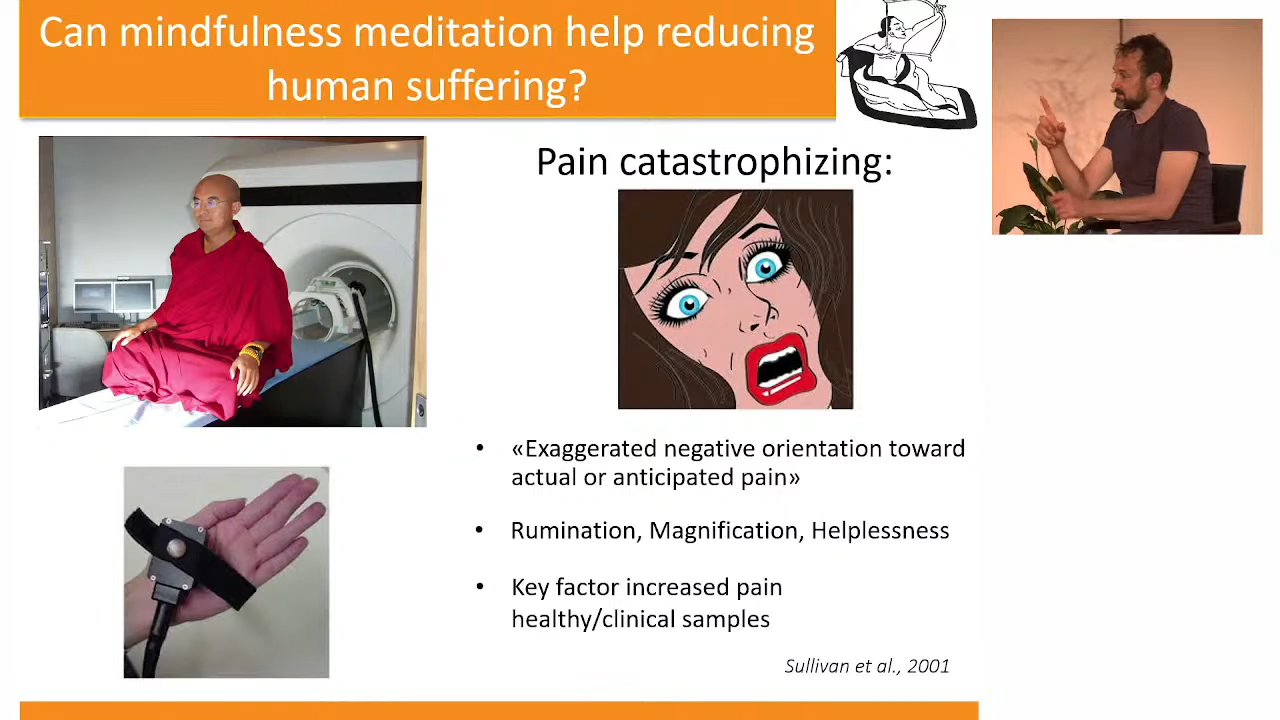 Can mindfulness meditation help reducing
human suffering?
Pain catastrophizing:
• «Exaggerated negative orientation toward
actual or anticipated pain»
• Rumination, Magnification, Helplessness
• Key factor increased pain
healthy/clinical samples
Sullivan et al., 2001